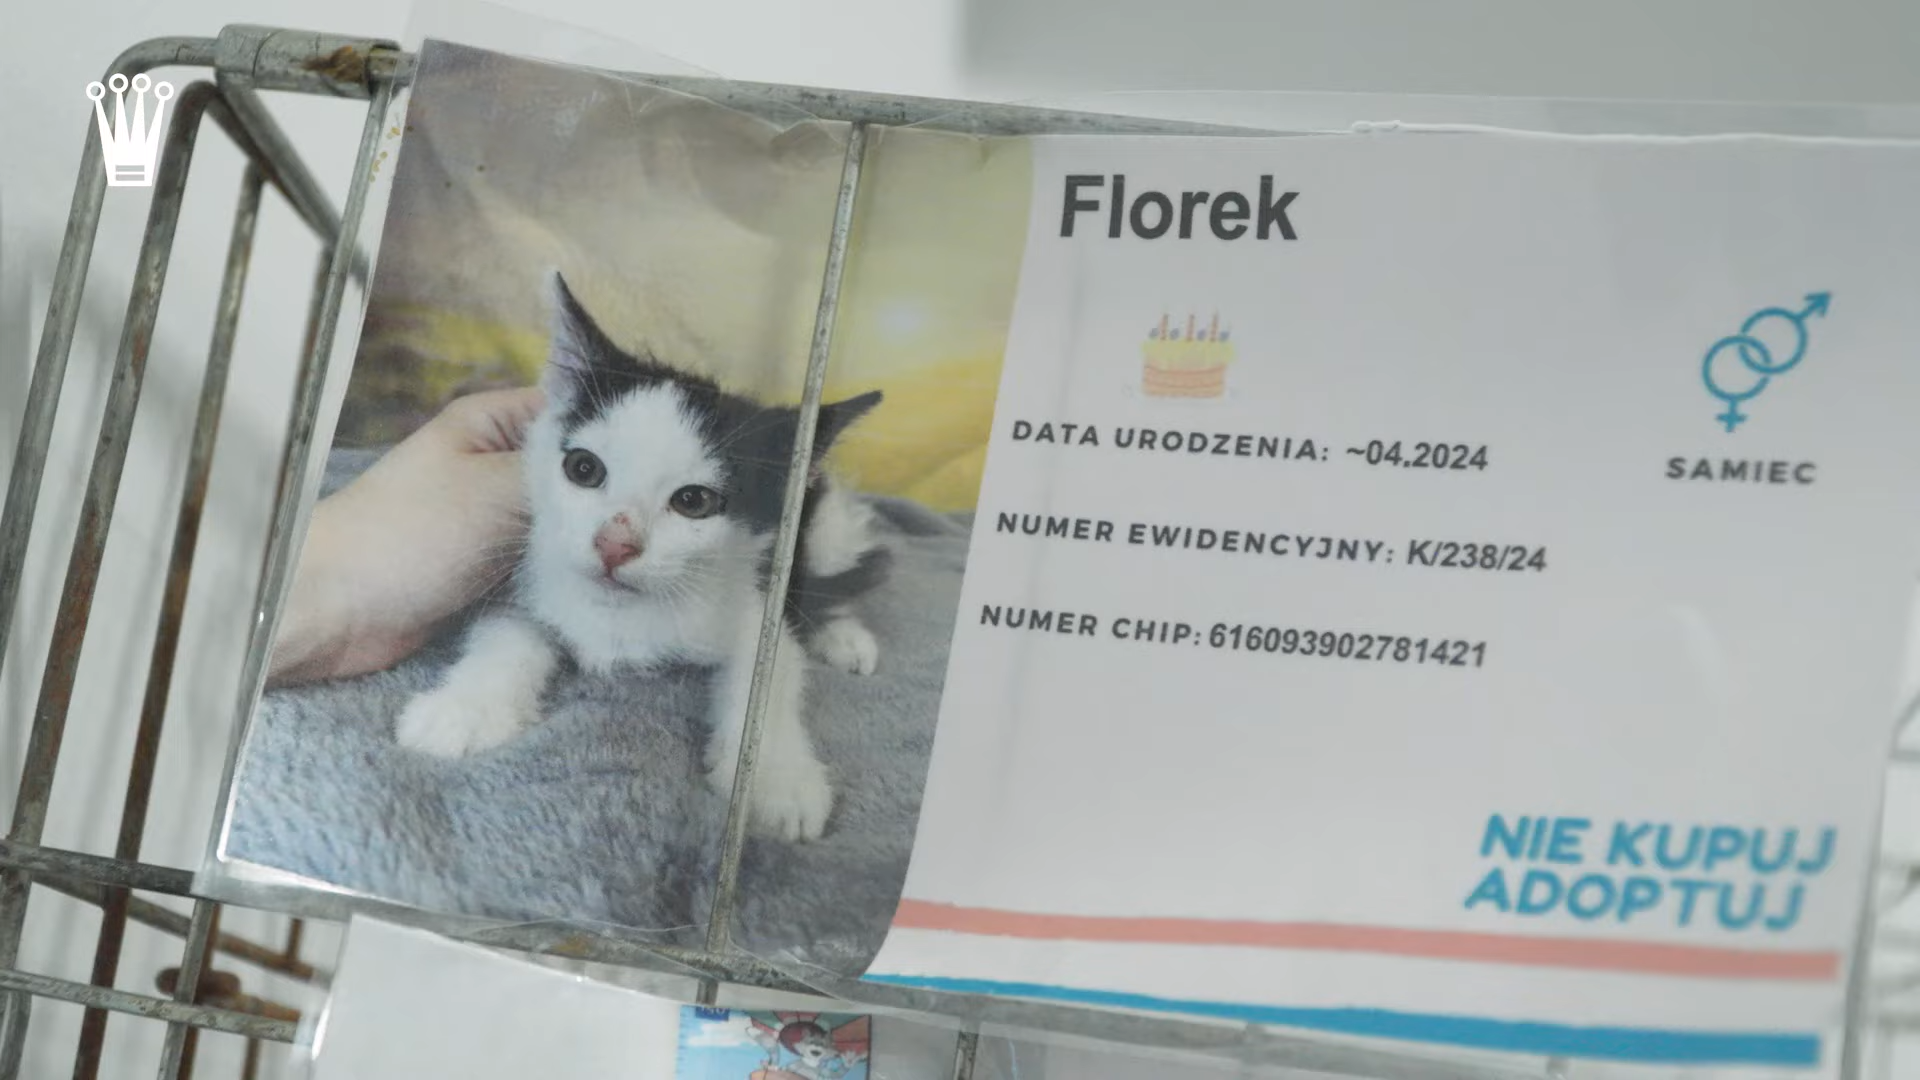 Florek
DATA URODZENIA: ~04.2024
SAMIEC
NUMER EWIDENCYJNY: K/238/24
NUMER CHIP: 616093902781421
NIE KUPUJ
ADOPTUJ